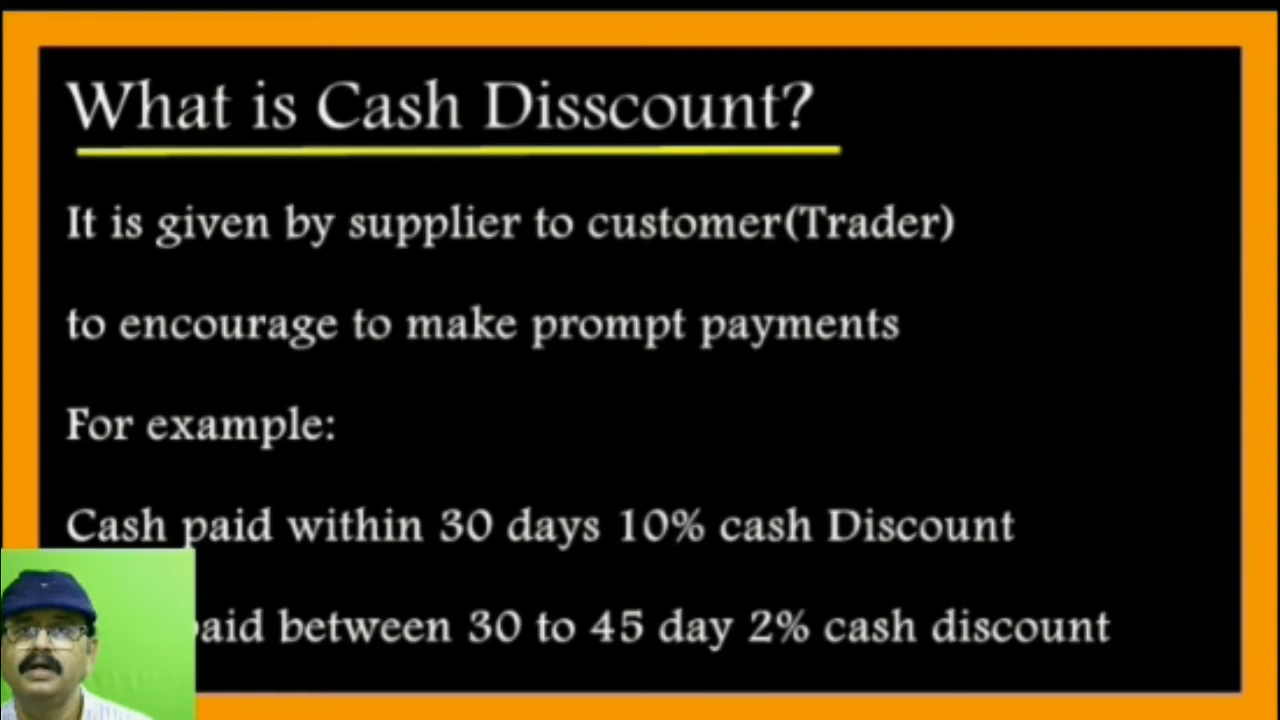 What is Cash Disscount?
It is given by supplier to customer(Trader)
to encourage to make prompt payments
For example:
Cash paid within 30 days 10% cash Discount
paid between 30 to 45 day 2% cash discount